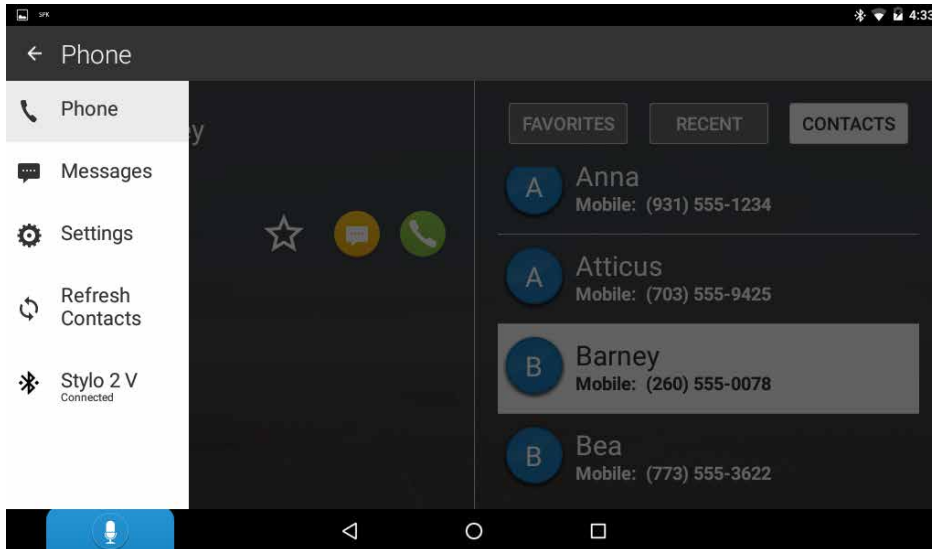 SPK
4:33
Phone
Phone
Messages
Settings
Refresh
Contacts
Stylo 2 V
Connected
ey
FAVORITES
RECENT
CONTACTS
A
Anna
Mobile: (931) 555-1234
A
Atticus
Mobile: (703) 555-9425
B
Barney
Mobile: (260) 555-0078
B
Bea
Mobile: (773) 555-3622